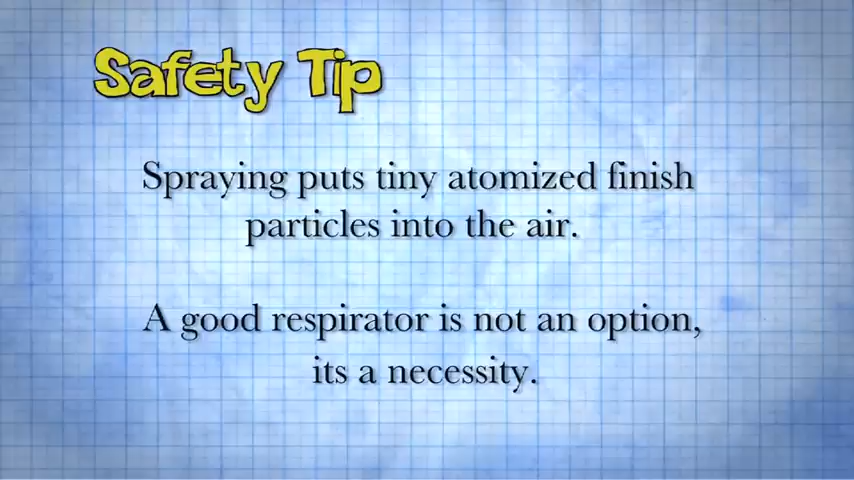 Safety Tip
Spraying puts tiny atomized finish
particles into the air.
A good respirator is not an option,
its a necessity.